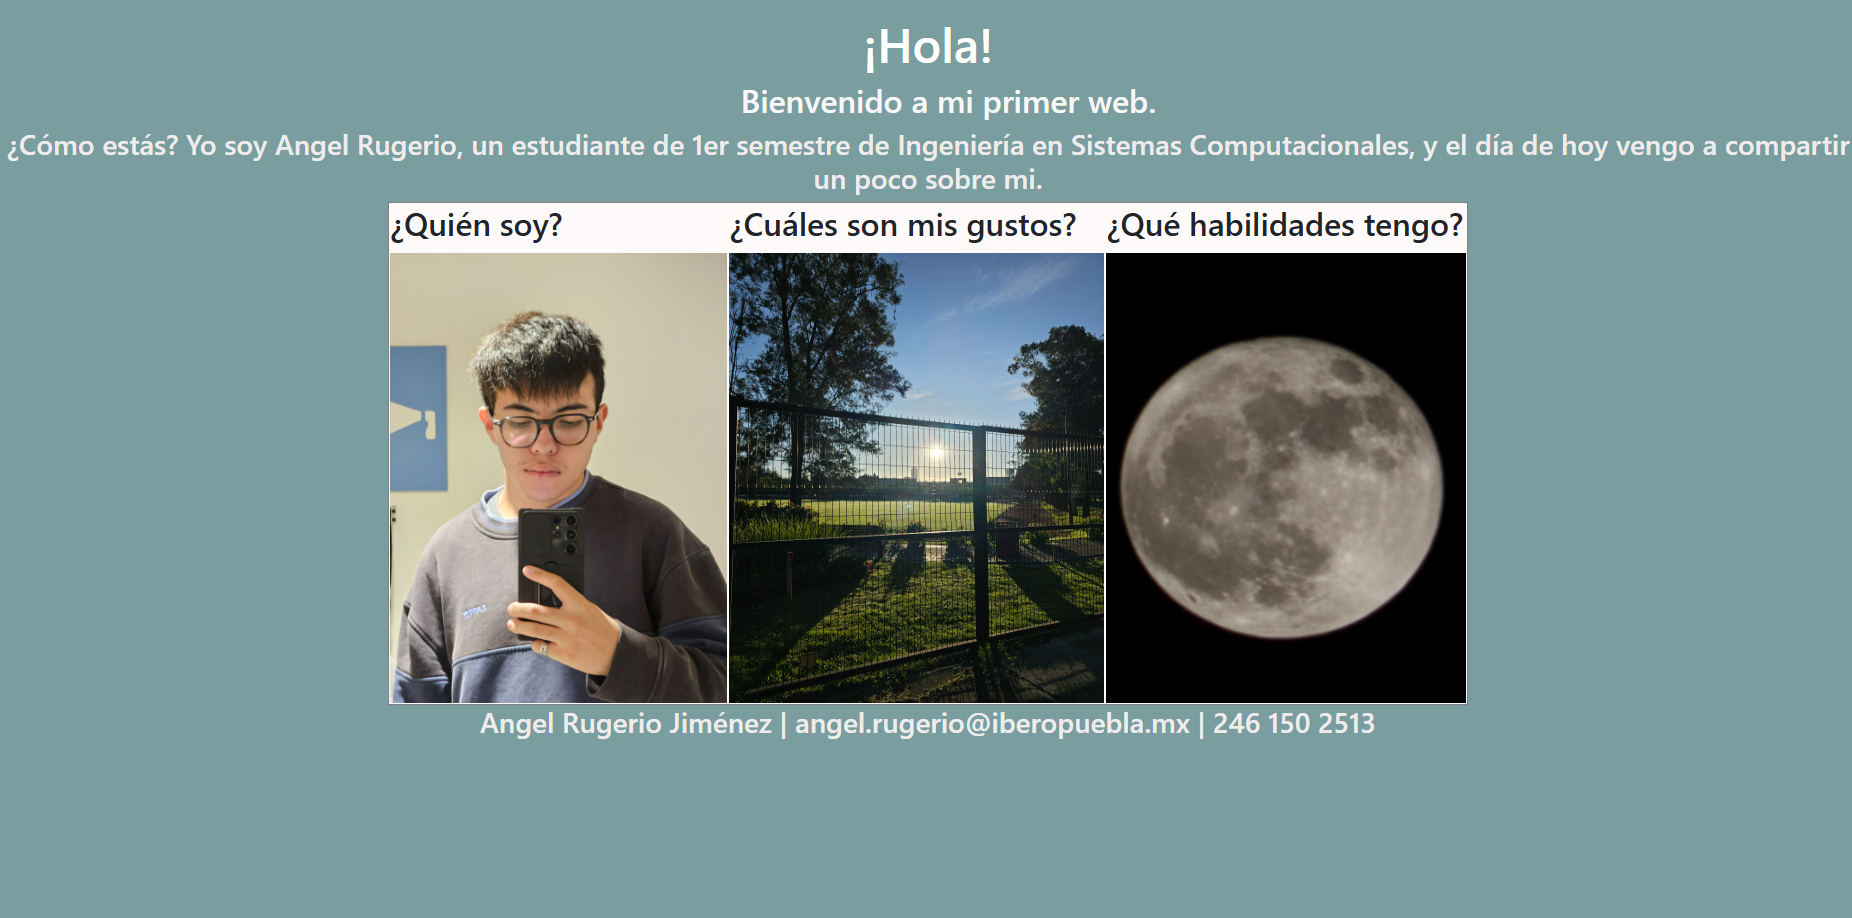 ¡Hola!
Bienvenido a mi primer web.
¿Cómo estás? Yo soy Angel Rugerio, un estudiante de 1er semestre de Ingeniería en Sistemas Computacionales, y el día de hoy vengo a compartir
un poco sobre mi.
¿Quién soy? ¿Cuáles son mis gustos? ¿Qué habilidades tengo?
Angel Rugerio Jiménez | angel.rugerio@iberopuebla.mx | 246 150 2513